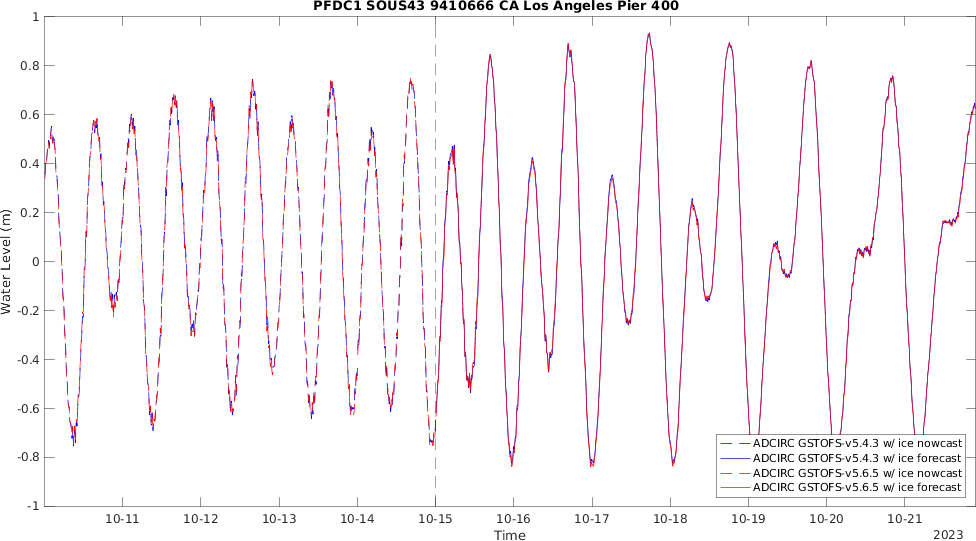 PFDC1 SOUS43 9410666 CA Los Angeles Pier 400
1
0.8
0.6
0.4
0.2
0
-0.2
-0.4
-0.6
-0.8
-1
Water Level (m)
ADCIRC GSTOFS-v5.4.3 w/ ice nowcast
ADCIRC GSTOFS-v5.4.3 w/ ice forecast
ADCIRC GSTOFS-v5.6.5 w/ ice nowcast
ADCIRC GSTOFS-v5.6.5 w/ ice forecast
10-11 10-12 10-13 10-14 10-15 10-16 10-17 10-18 10-19 10-20 10-21
Time
2023